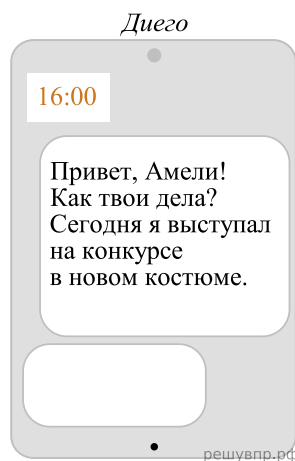 Диего
16:00
Привет, Амели!
Как твои дела?
Сегодня я выступал
на конкурсе
в новом костюме.
решувпр.рф